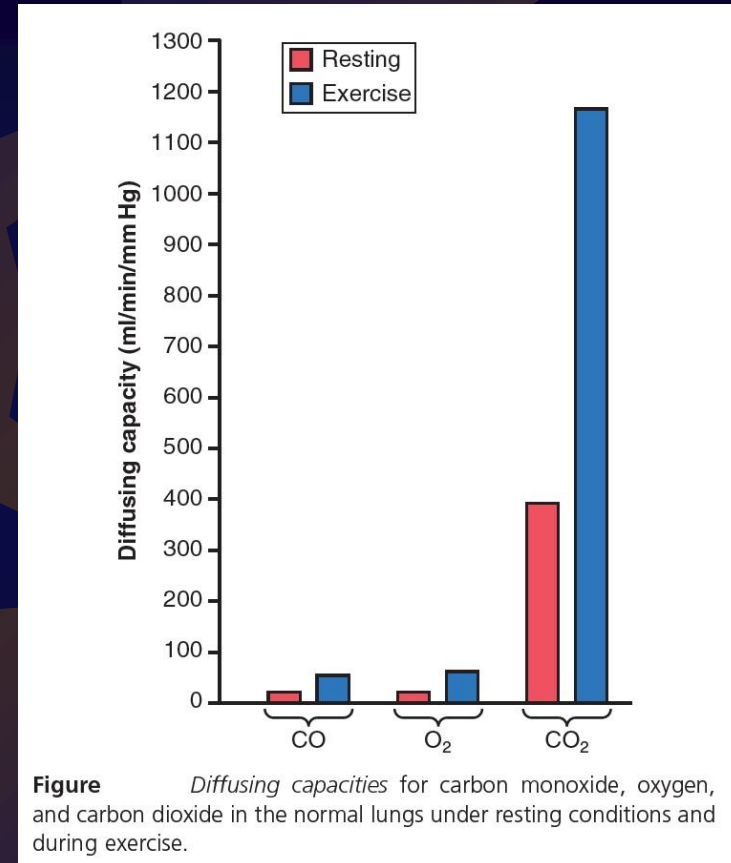 1300
1200
1100
1000
900
800
700
600
500
400
300
200
100
0
Diffusing capacity (ml/min/mm Hg)
Resting
Exercise
CO
O₂
CO₂
Figure Diffusing capacities for carbon monoxide, oxygen,
and carbon dioxide in the normal lungs under resting conditions and
during exercise.